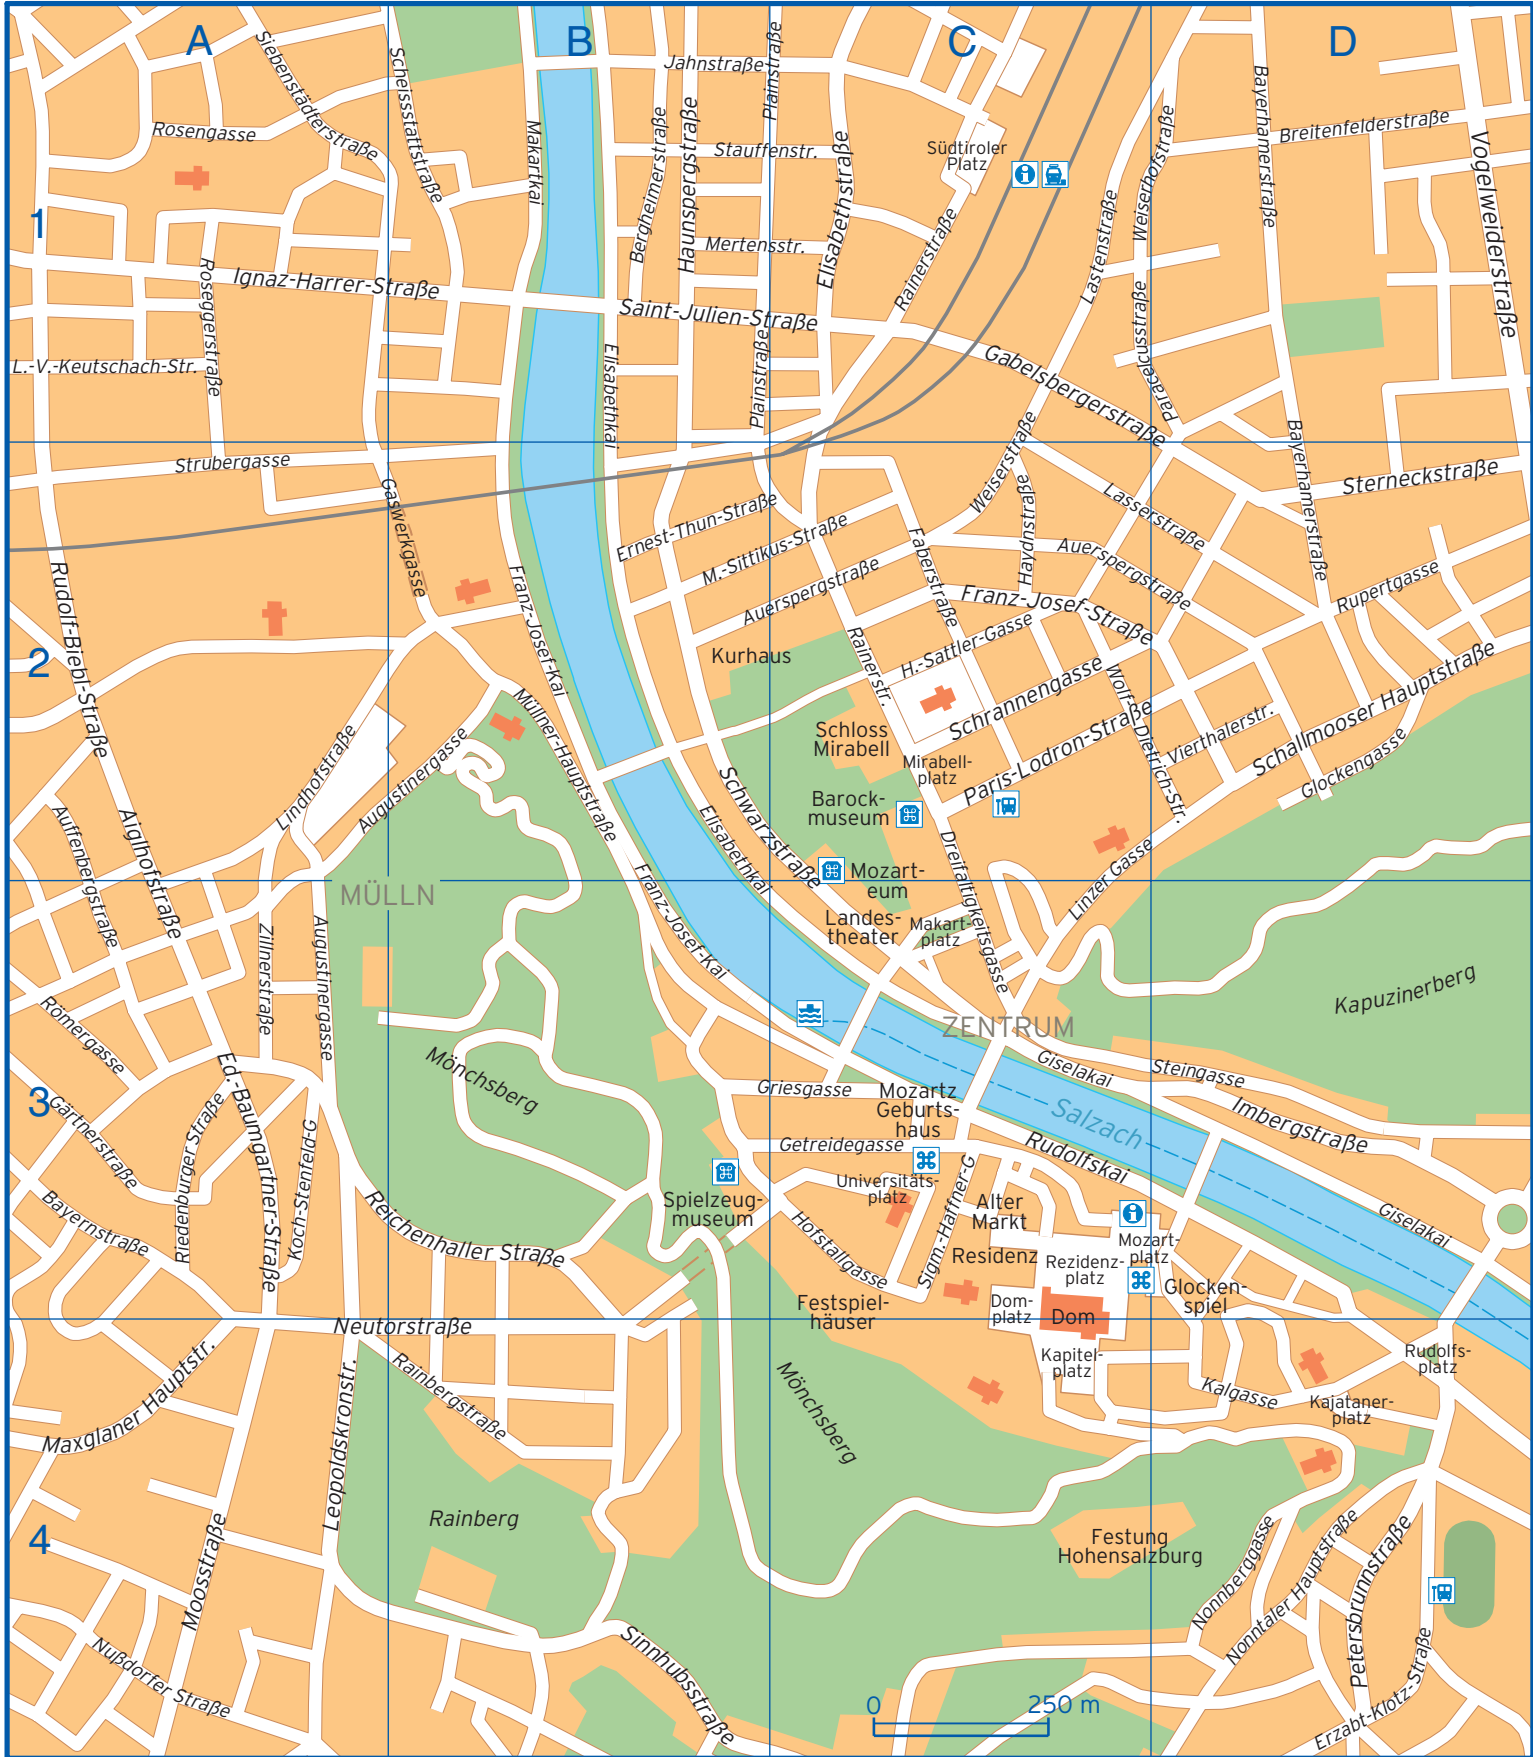 A
B
C
D
Siebenstädterstraße
Scheissstattstraße
Jahnstraße
Plainstraße
Bayerhamerstraße
Rosengasse
Makartkai
Bergheimerstraße
Haunspergstraße
Stauffenstr.
Elisabethstraße
Südtiroler
Platz
Weiserhofstraße
Breitenfelderstraße
Vogelweiderstraße
1
Mertensstr.
Rainerstraße
Lastenstraße
Roseggerstraße
Ignaz-Harrer-Straße
Saint-Julien-Straße
Paracelsusstraße
L.-V.-Keutschach-Str.
Elisabethkai
Plainstraße
Gabelsbergerstraße
Strubergasse
Weiserstraße
Bayerhamerstraße
Sterneckstraße
Gaswerkgasse
Ernest-Thun-Straße
M.-Sittikus-Straße
Haydnstraße
Lasserstraße
Auerspergstraße
Faberstraße
Auerspergstraße
Rudolf-Biebl-Straße
Franz-Josef-Kai
Franz-Josef-Straße
Rupertgasse
2
Kurhaus
Rainerstr.
H.-Sattler-Gasse
Schrannengasse
Wolf-Dietrich-Str.
Schallmooser Hauptstraße
Müllner-Hauptstraße
Schloss
Mirabell
Mirabell-
platz
Paris-Lodron-Straße
Vierthalerstr.
Glockengasse
Lindhofstraße
Augustinergasse
Schwarzstraße
Barock-
museum
Auffenbergstraße
Aiglhofstraße
Elisabethkai
Dreifaltigkeitsgasse
Linzer Gasse
Mozart-
eum
MÜLLN
Franz-Josef-Kai
Landes-
theater
Makart-
platz
Zillnerstraße
Augustinergasse
Kapuzinerberg
Römergasse
ZENTRUM
Mönchsberg
Giselakai
Steingasse
3
Gärtnerstraße
Ed.-Baumgartner-Straße
Griesgasse
Mozartz
Geburts-
haus
Salzach
Imbergstraße
Riedenburger Straße
Koch-Stenfeld-G
Getreidegasse
Rudolfskai
Bayernstraße
Reichenhaller Straße
Spielzeug-
museum
Universitäts-
platz
Sigm.-Haffner-G
Alter
Markt
Giselakai
Hofstallgasse
Residenz
Rezidenz-
platz
Mozart-
platz
Festspiel-
häuser
Dom-
platz
Dom
Glocken-
spiel
Neutorstraße
Kapitel-
platz
Rudolfs-
platz
Maxglaner Hauptstr.
Rainbergstraße
Mönchsberg
Kalgasse
Kajataner-
platz
Leopoldskronstr.
4
Moosstraße
Rainberg
Festung
Hohensalzburg
Nonnberggasse
Nonntaler Hauptstraße
Petersbrunnstraße
Nußdorfer Straße
Sinnhubsstraße
Erzabt-Klotz-Straße
0
250 m